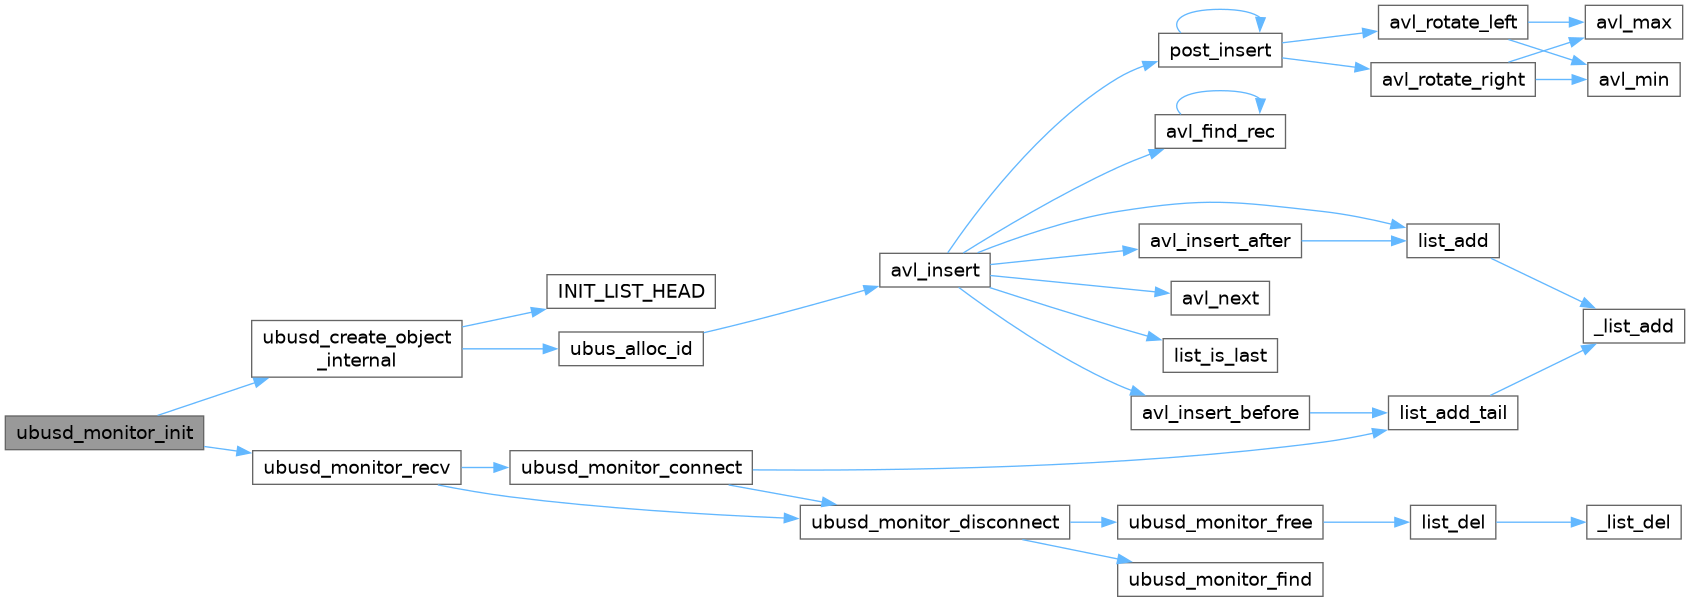 avl_rotate_left
avl_max
post_insert
avl_rotate_right
avl_min
avl_find_rec
avl_insert_after
list_add
avl_insert
INIT_LIST_HEAD
avl_next
_list_add
ubusd_create_object
_internal
ubus_alloc_id
list_is_last
avl_insert_before
list_add_tail
ubusd_monitor_init
ubusd_monitor_recv
ubusd_monitor_connect
ubusd_monitor_disconnect
ubusd_monitor_free
list_del
_list_del
ubusd_monitor_find